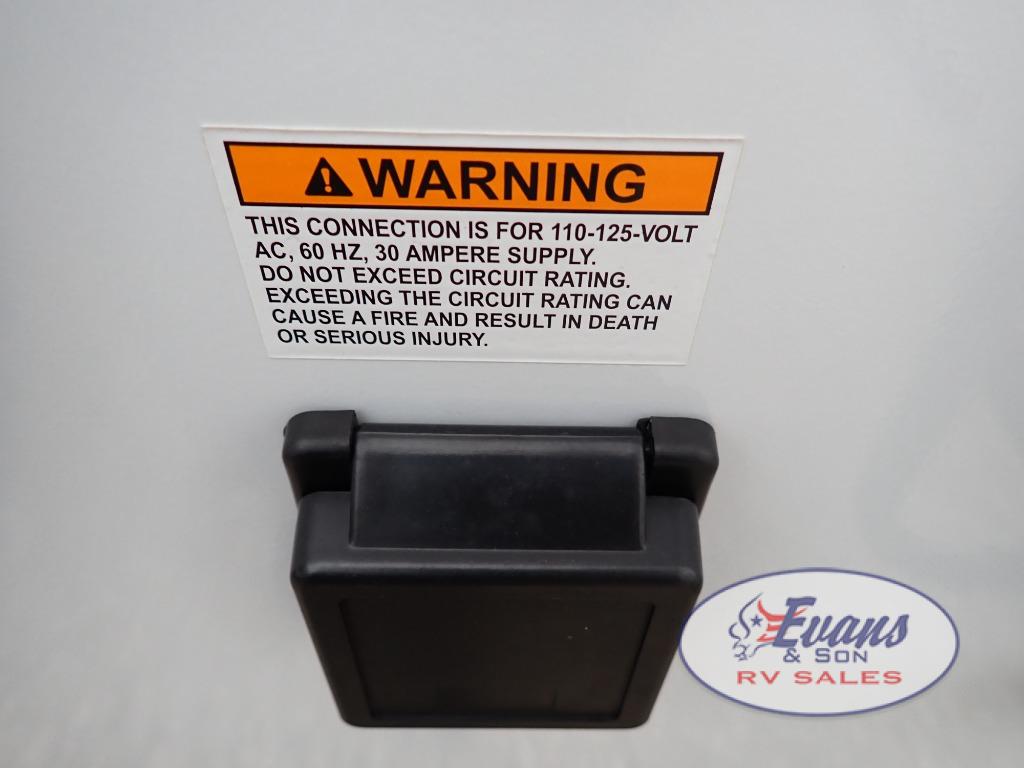 WARNING
THIS CONNECTION IS FOR 110-125-VOLT
AC, 60 HZ, 30 AMPERE SUPPLY.
DO NOT EXCEED CIRCUIT RATING.
EXCEEDING THE CIRCUIT RATING CAN
CAUSE A FIRE AND RESULT IN DEATH
OR SERIOUS INJURY.
Evans
& SON
RV SALES